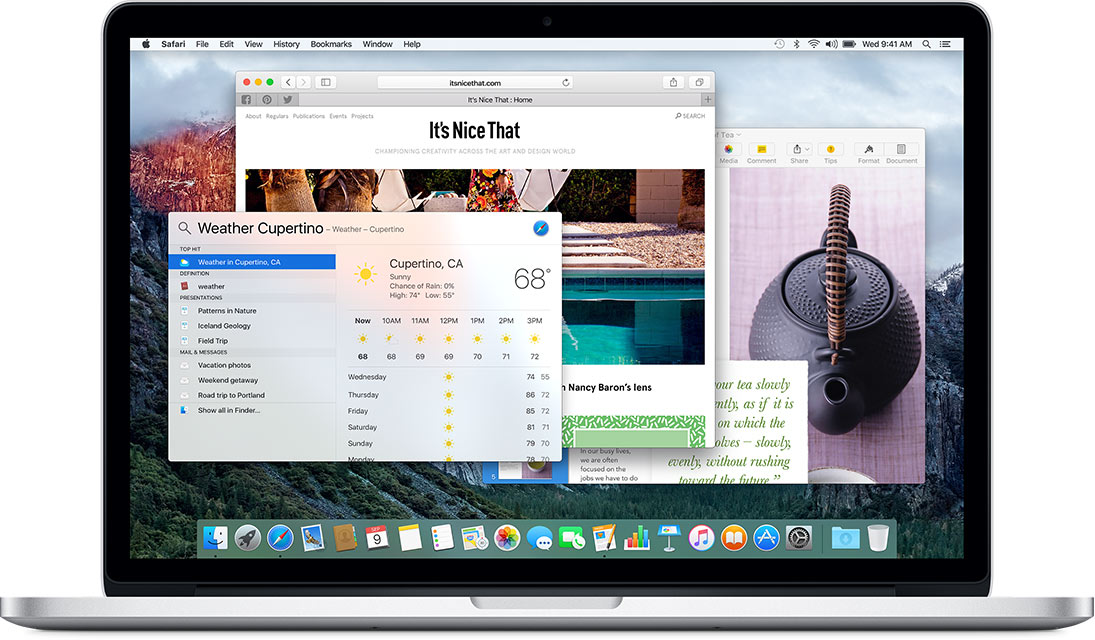 Safari File Edit View History Bookmarks Window Help
Wed 9:41 AM
itsnicethat.com
It's Nice That : Home
About Regulars Publications Events Projects
SEARCH
It's Nice That
CHAMPIONING CREATIVITY ACROSS THE ART AND DESIGN WORLD
of Tea
Media Comment Share Tips Format Document
Weather Cupertino – Weather – Cupertino
TOP HIT
Weather in Cupertino, CA
DEFINITION
weather
PRESENTATIONS
Patterns in Nature
Iceland Geology
Field Trip
MAIL & MESSAGES
Vacation photos
Weekend getaway
Road trip to Portland
Show all in Finder...
Cupertino, CA
Sunny
Chance of Rain: 0%
High: 74° Low: 55°
68°
Now 10AM 11AM 12PM 1PM 2PM 3PM
68 68 69 69 70 71 72
Wednesday 74 55
Thursday 86 72
Friday 85 72
Saturday 81 71
Sunday 79 70
Monday 78 70
Nancy Baron's lens
In our busy lives,
we are often
focused on the
jobs we have to do
5
your tea slowly
ently, as if it is
on which the
olves – slowly,
evenly, without rushing
toward the future."
SEP
9